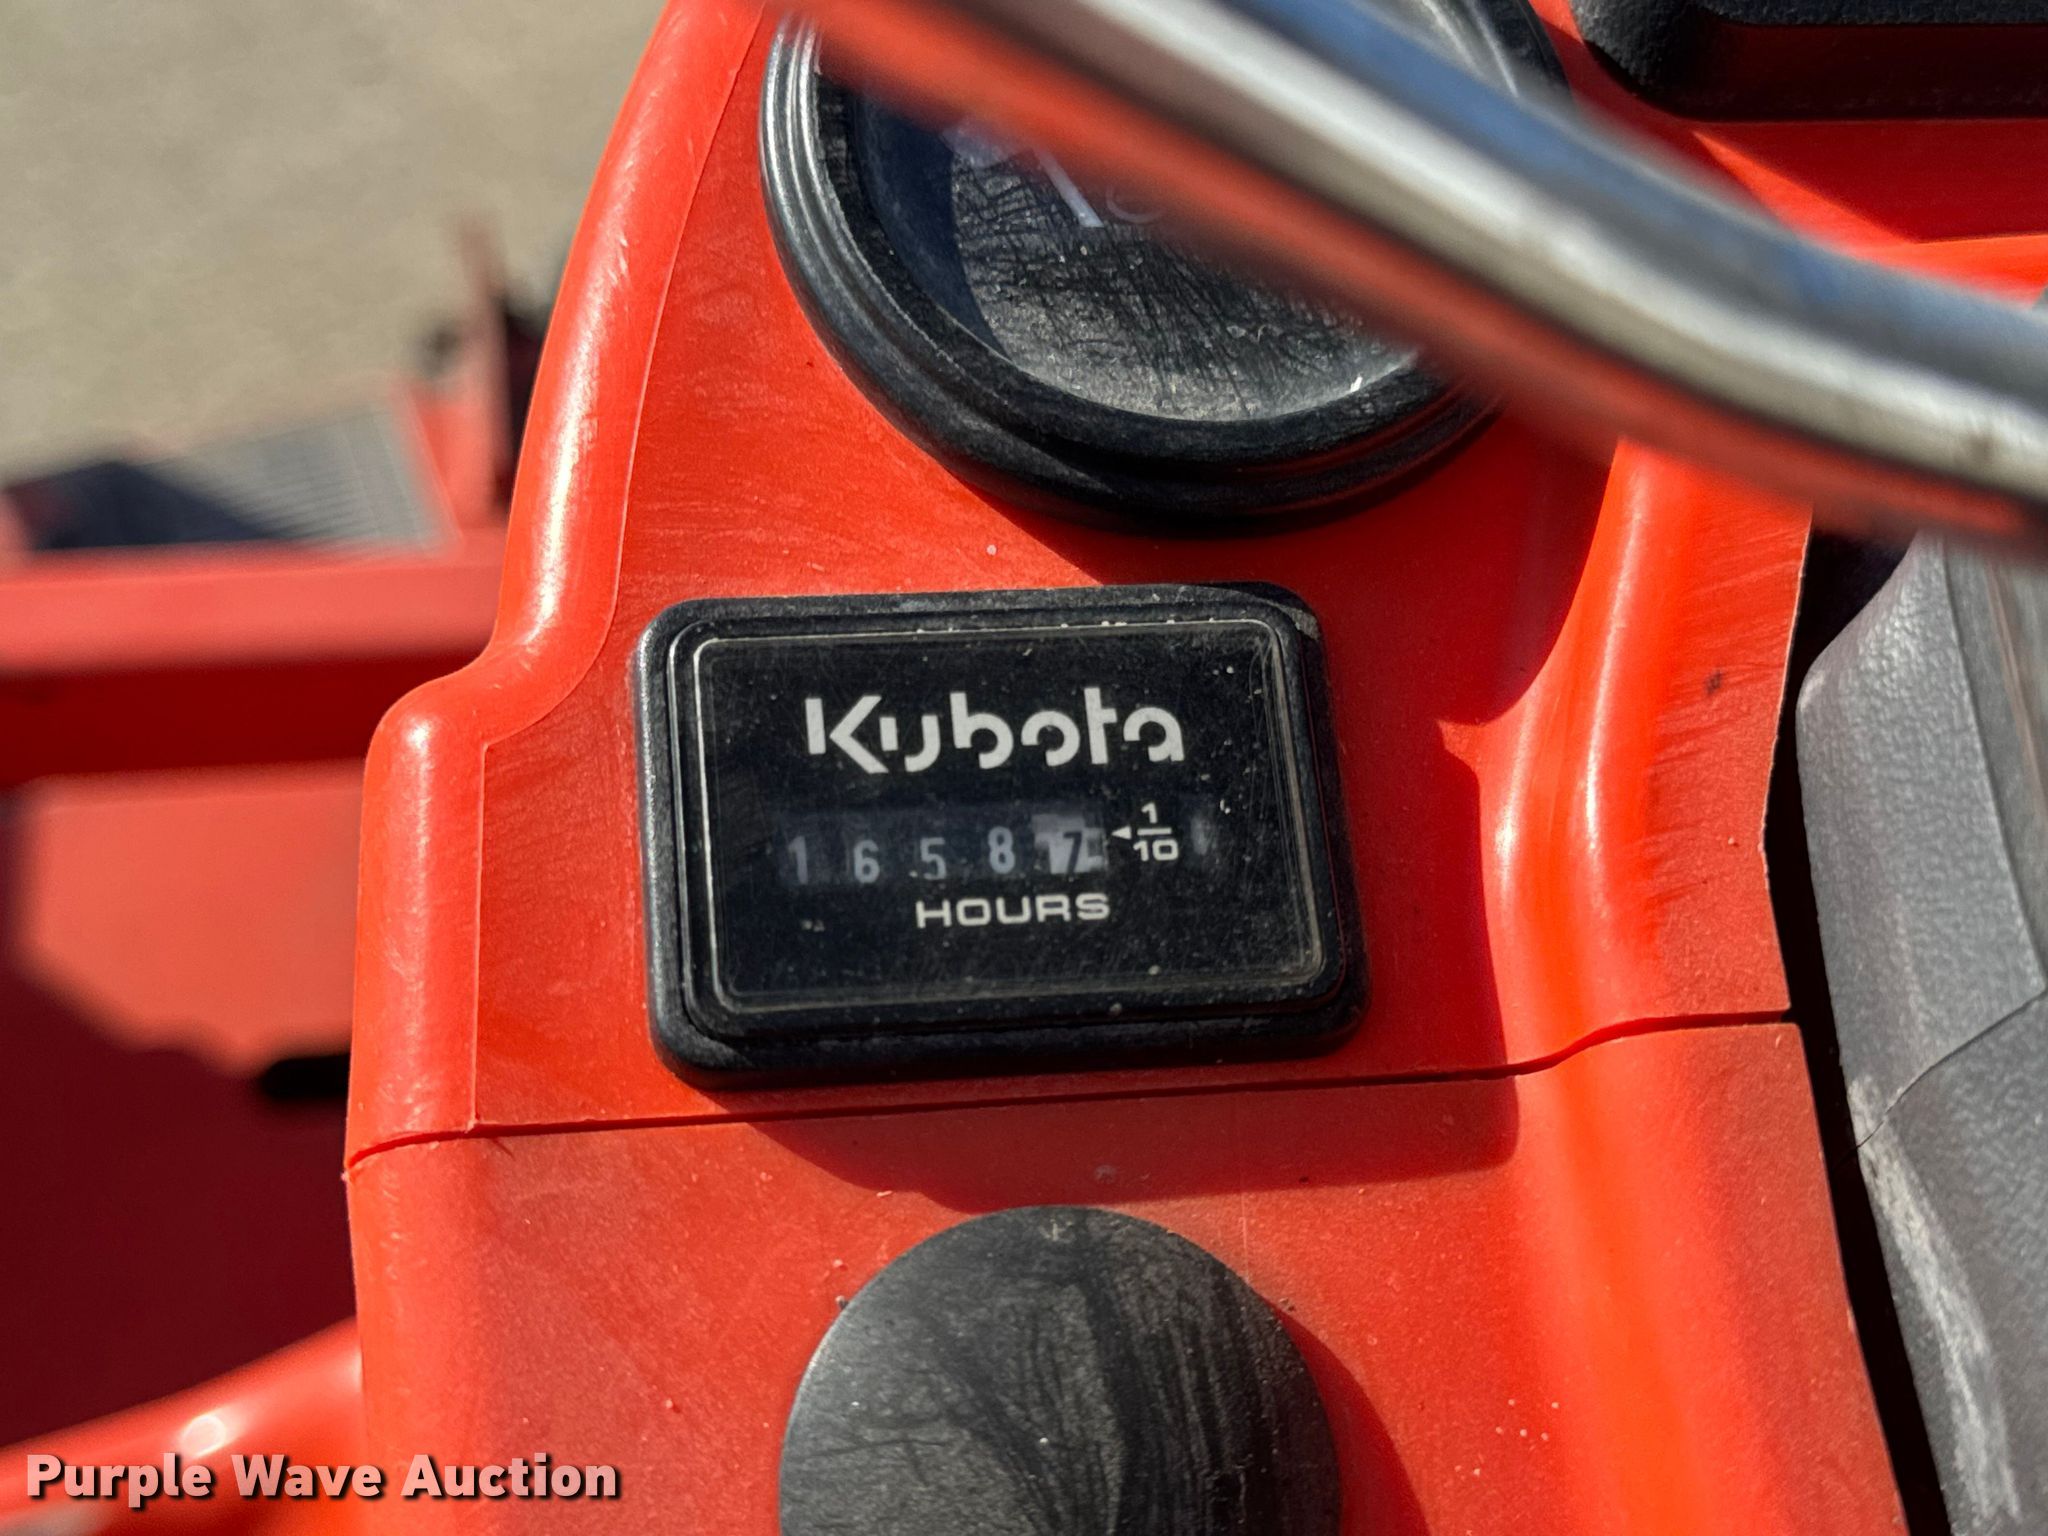 Kubota
1 6 5 8 7 ◄ 1/10
HOURS
Purple Wave Auction